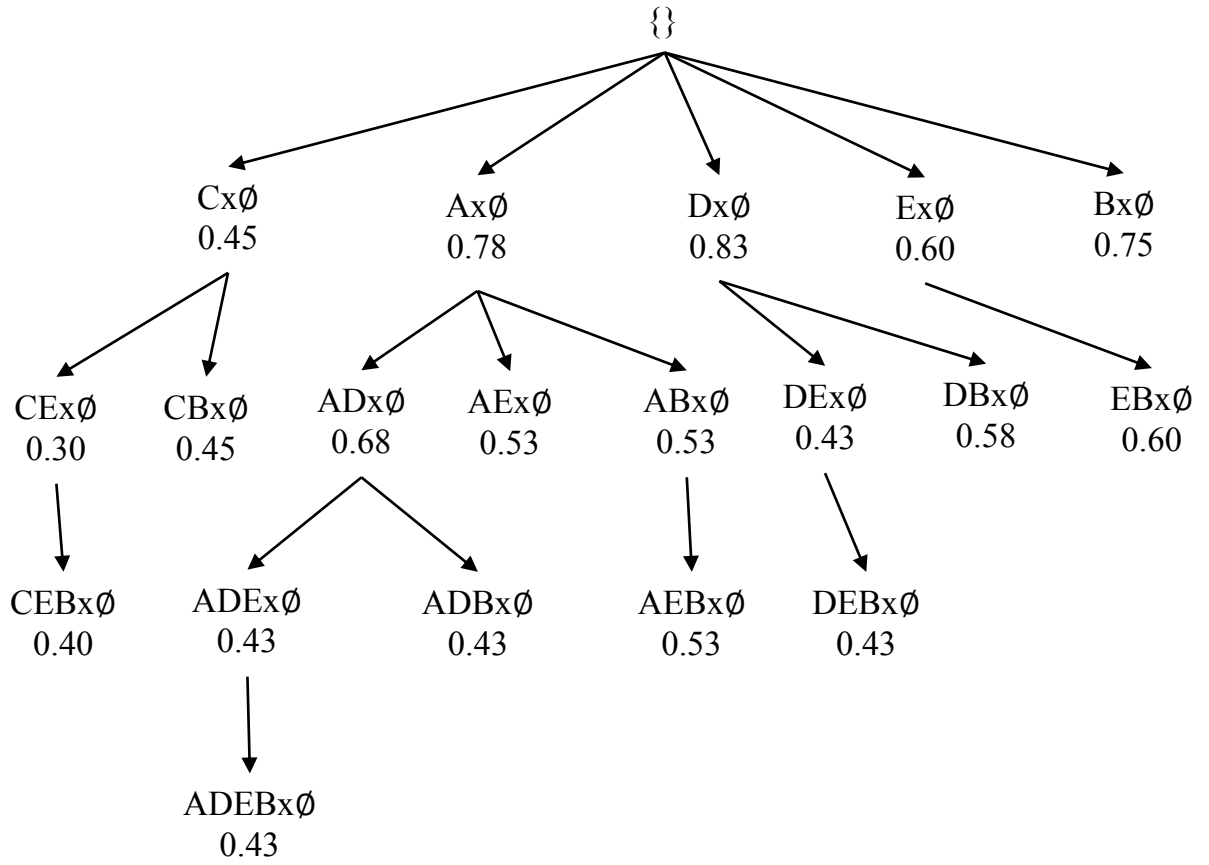 {}
Cx∅
0.45
Ax∅
0.78
Dx∅
0.83
Ex∅
0.60
Bx∅
0.75
CEx∅
0.30
CBx∅
0.45
ADx∅
0.68
AEx∅
0.53
ABx∅
0.53
DEx∅
0.43
DBx∅
0.58
EBx∅
0.60
CEBx∅
0.40
ADEx∅
0.43
ADBx∅
0.43
AEBx∅
0.53
DEBx∅
0.43
ADEBx∅
0.43